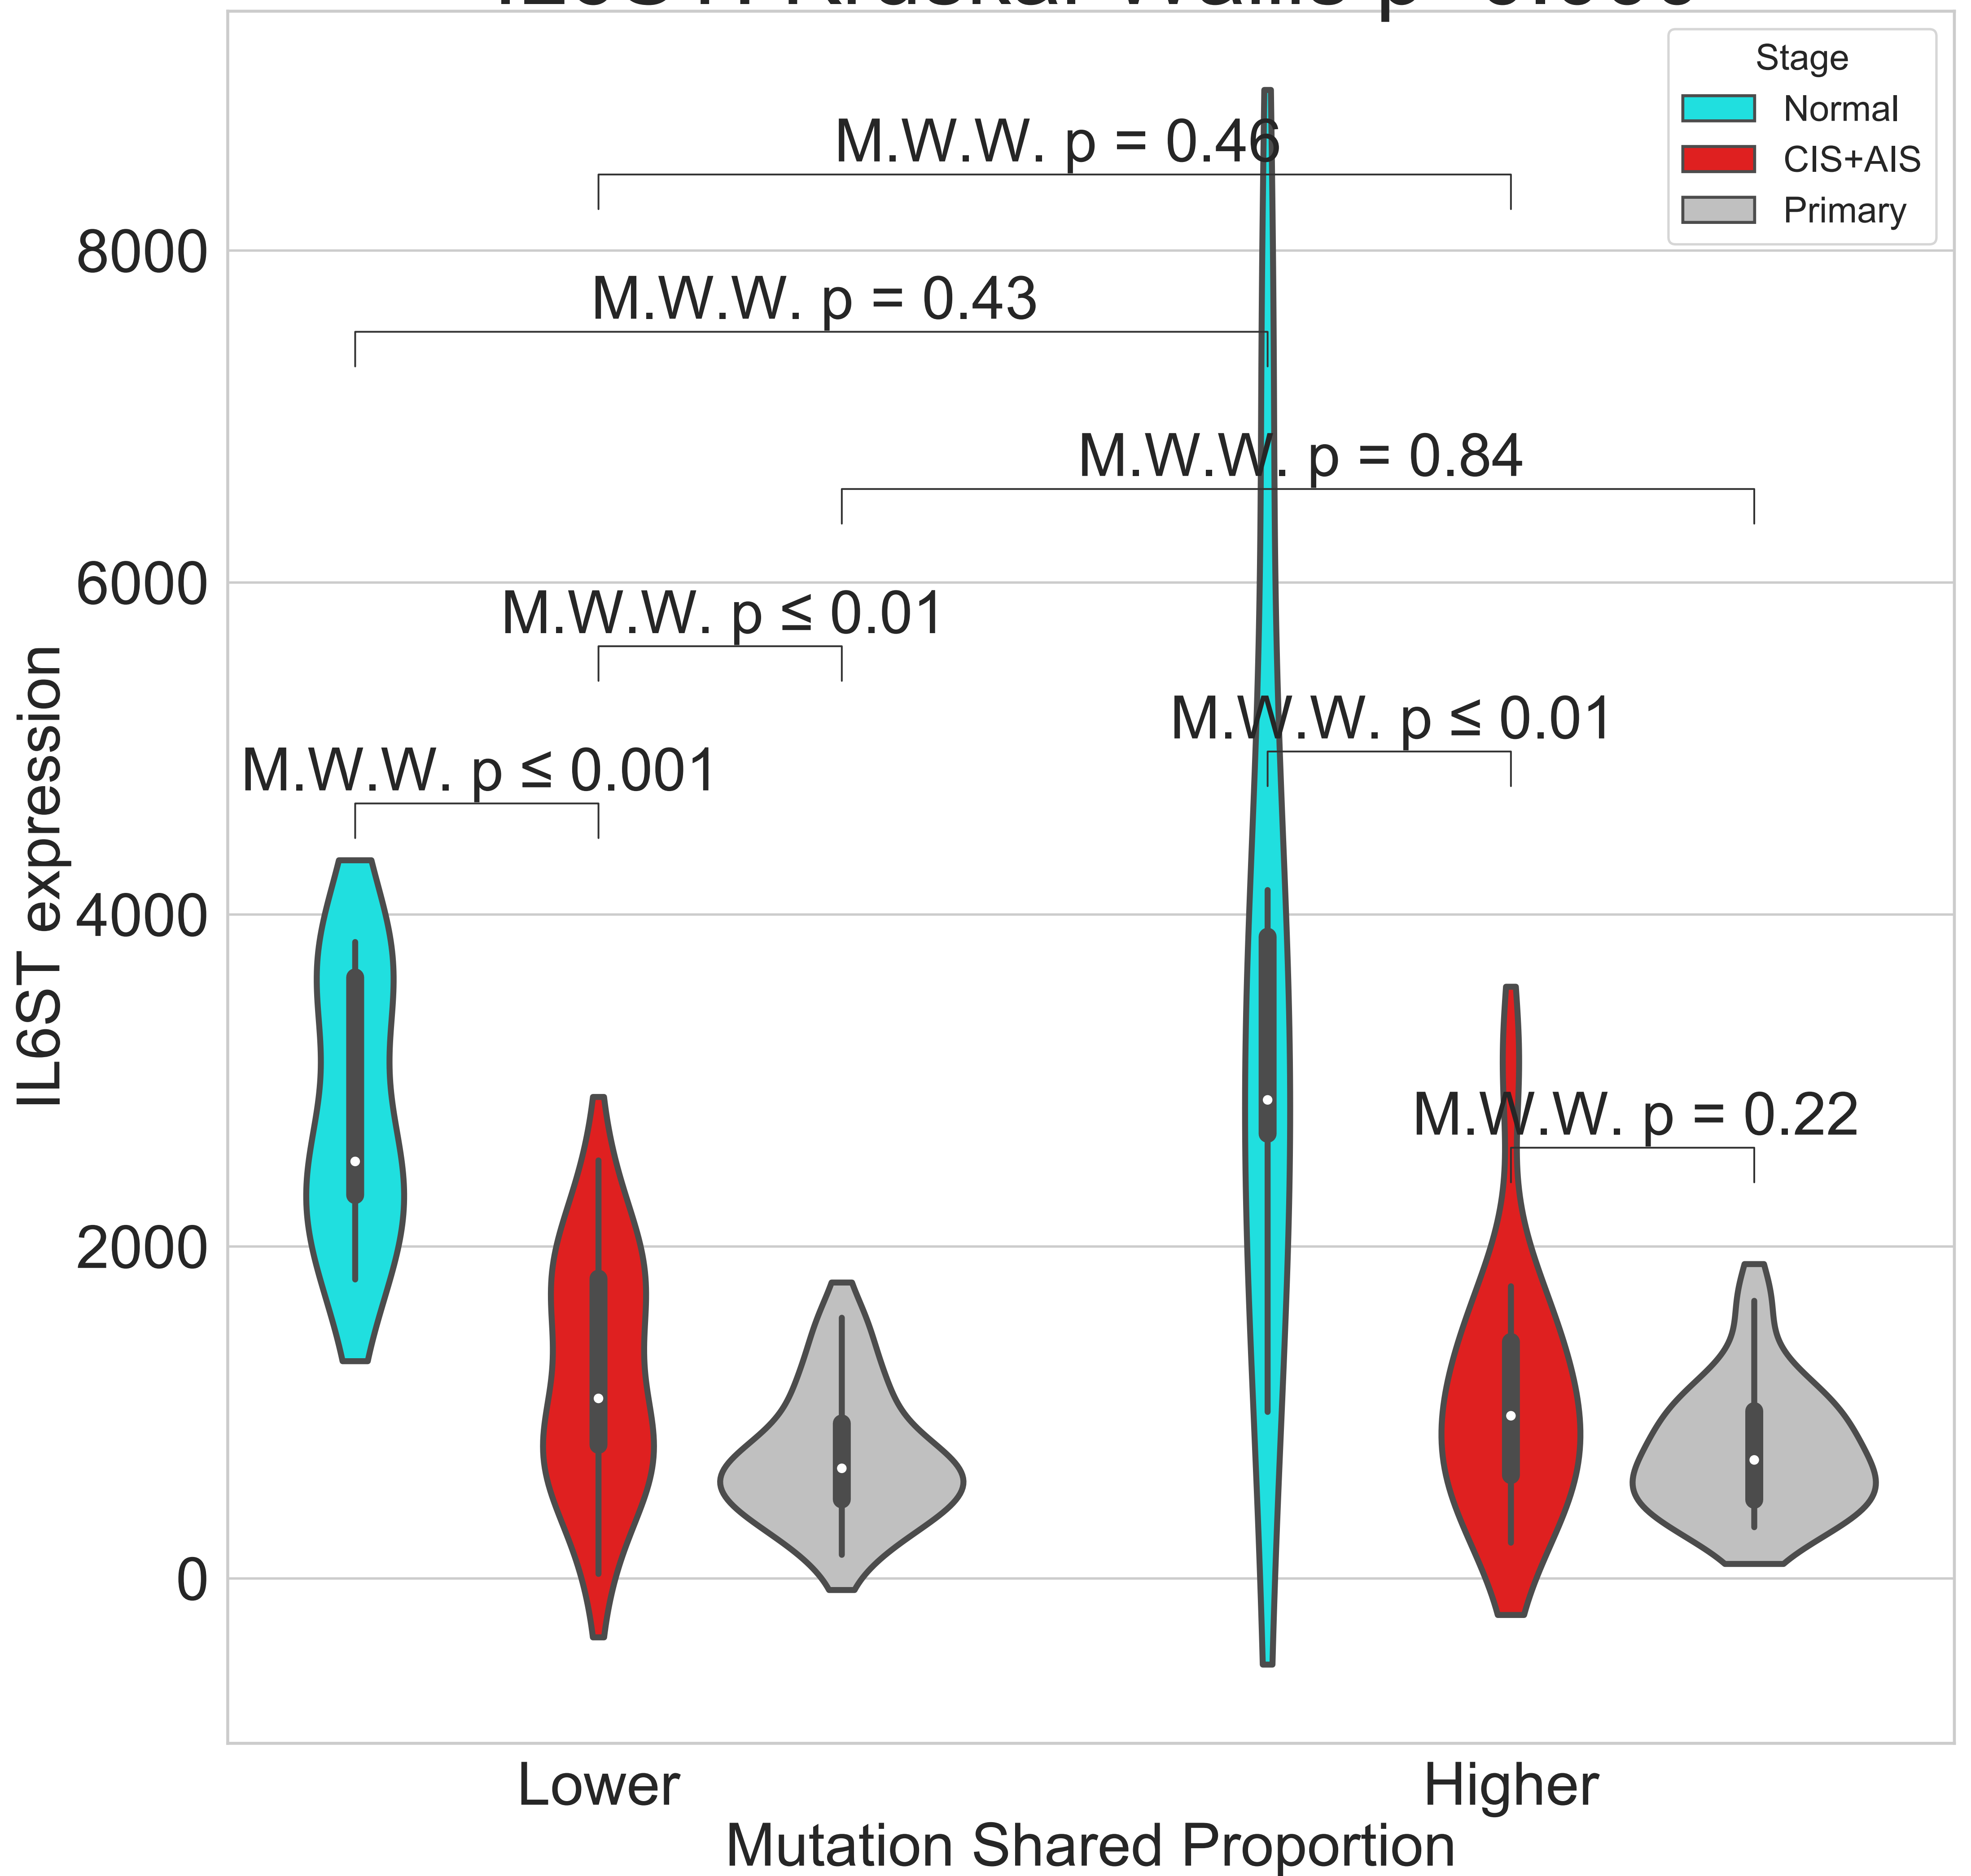 Stage
Normal
CIS+AIS
Primary
M.W.W. p = 0.46
8000
M.W.W. p = 0.43
M.W.W. p = 0.84
6000
M.W.W. p ≤ 0.01
M.W.W. p ≤ 0.01
M.W.W. p ≤ 0.001
IL6ST expression
4000
M.W.W. p = 0.22
2000
0
Lower
Higher
Mutation Shared Proportion